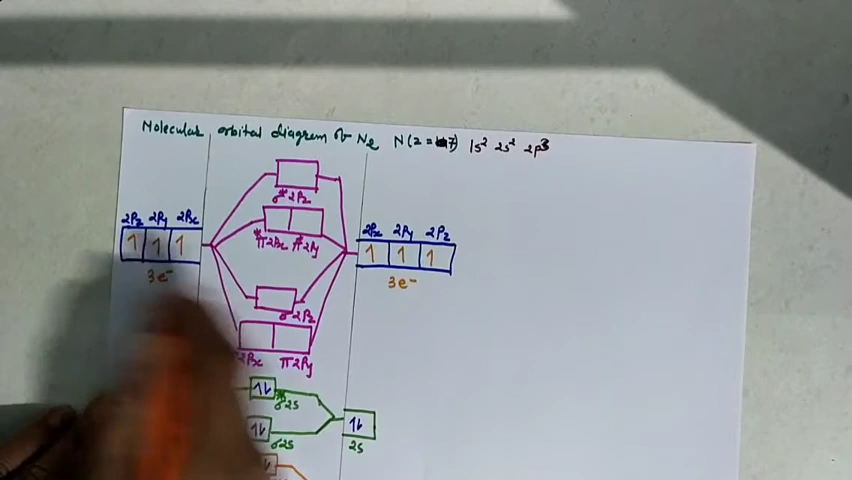 Molecular orbital diagram of N2 N(Z=7) 1s² 2s² 2p³
σ*2Pz
2Pz 2Py 2Px
1 1 1
3e⁻
π*2Px π*2Py
2Px 2Py 2Pz
1 1 1
3e⁻
σ2Pz
2Px π2Py
1↓
σ*2s
1↓
σ2s
1↓
2s